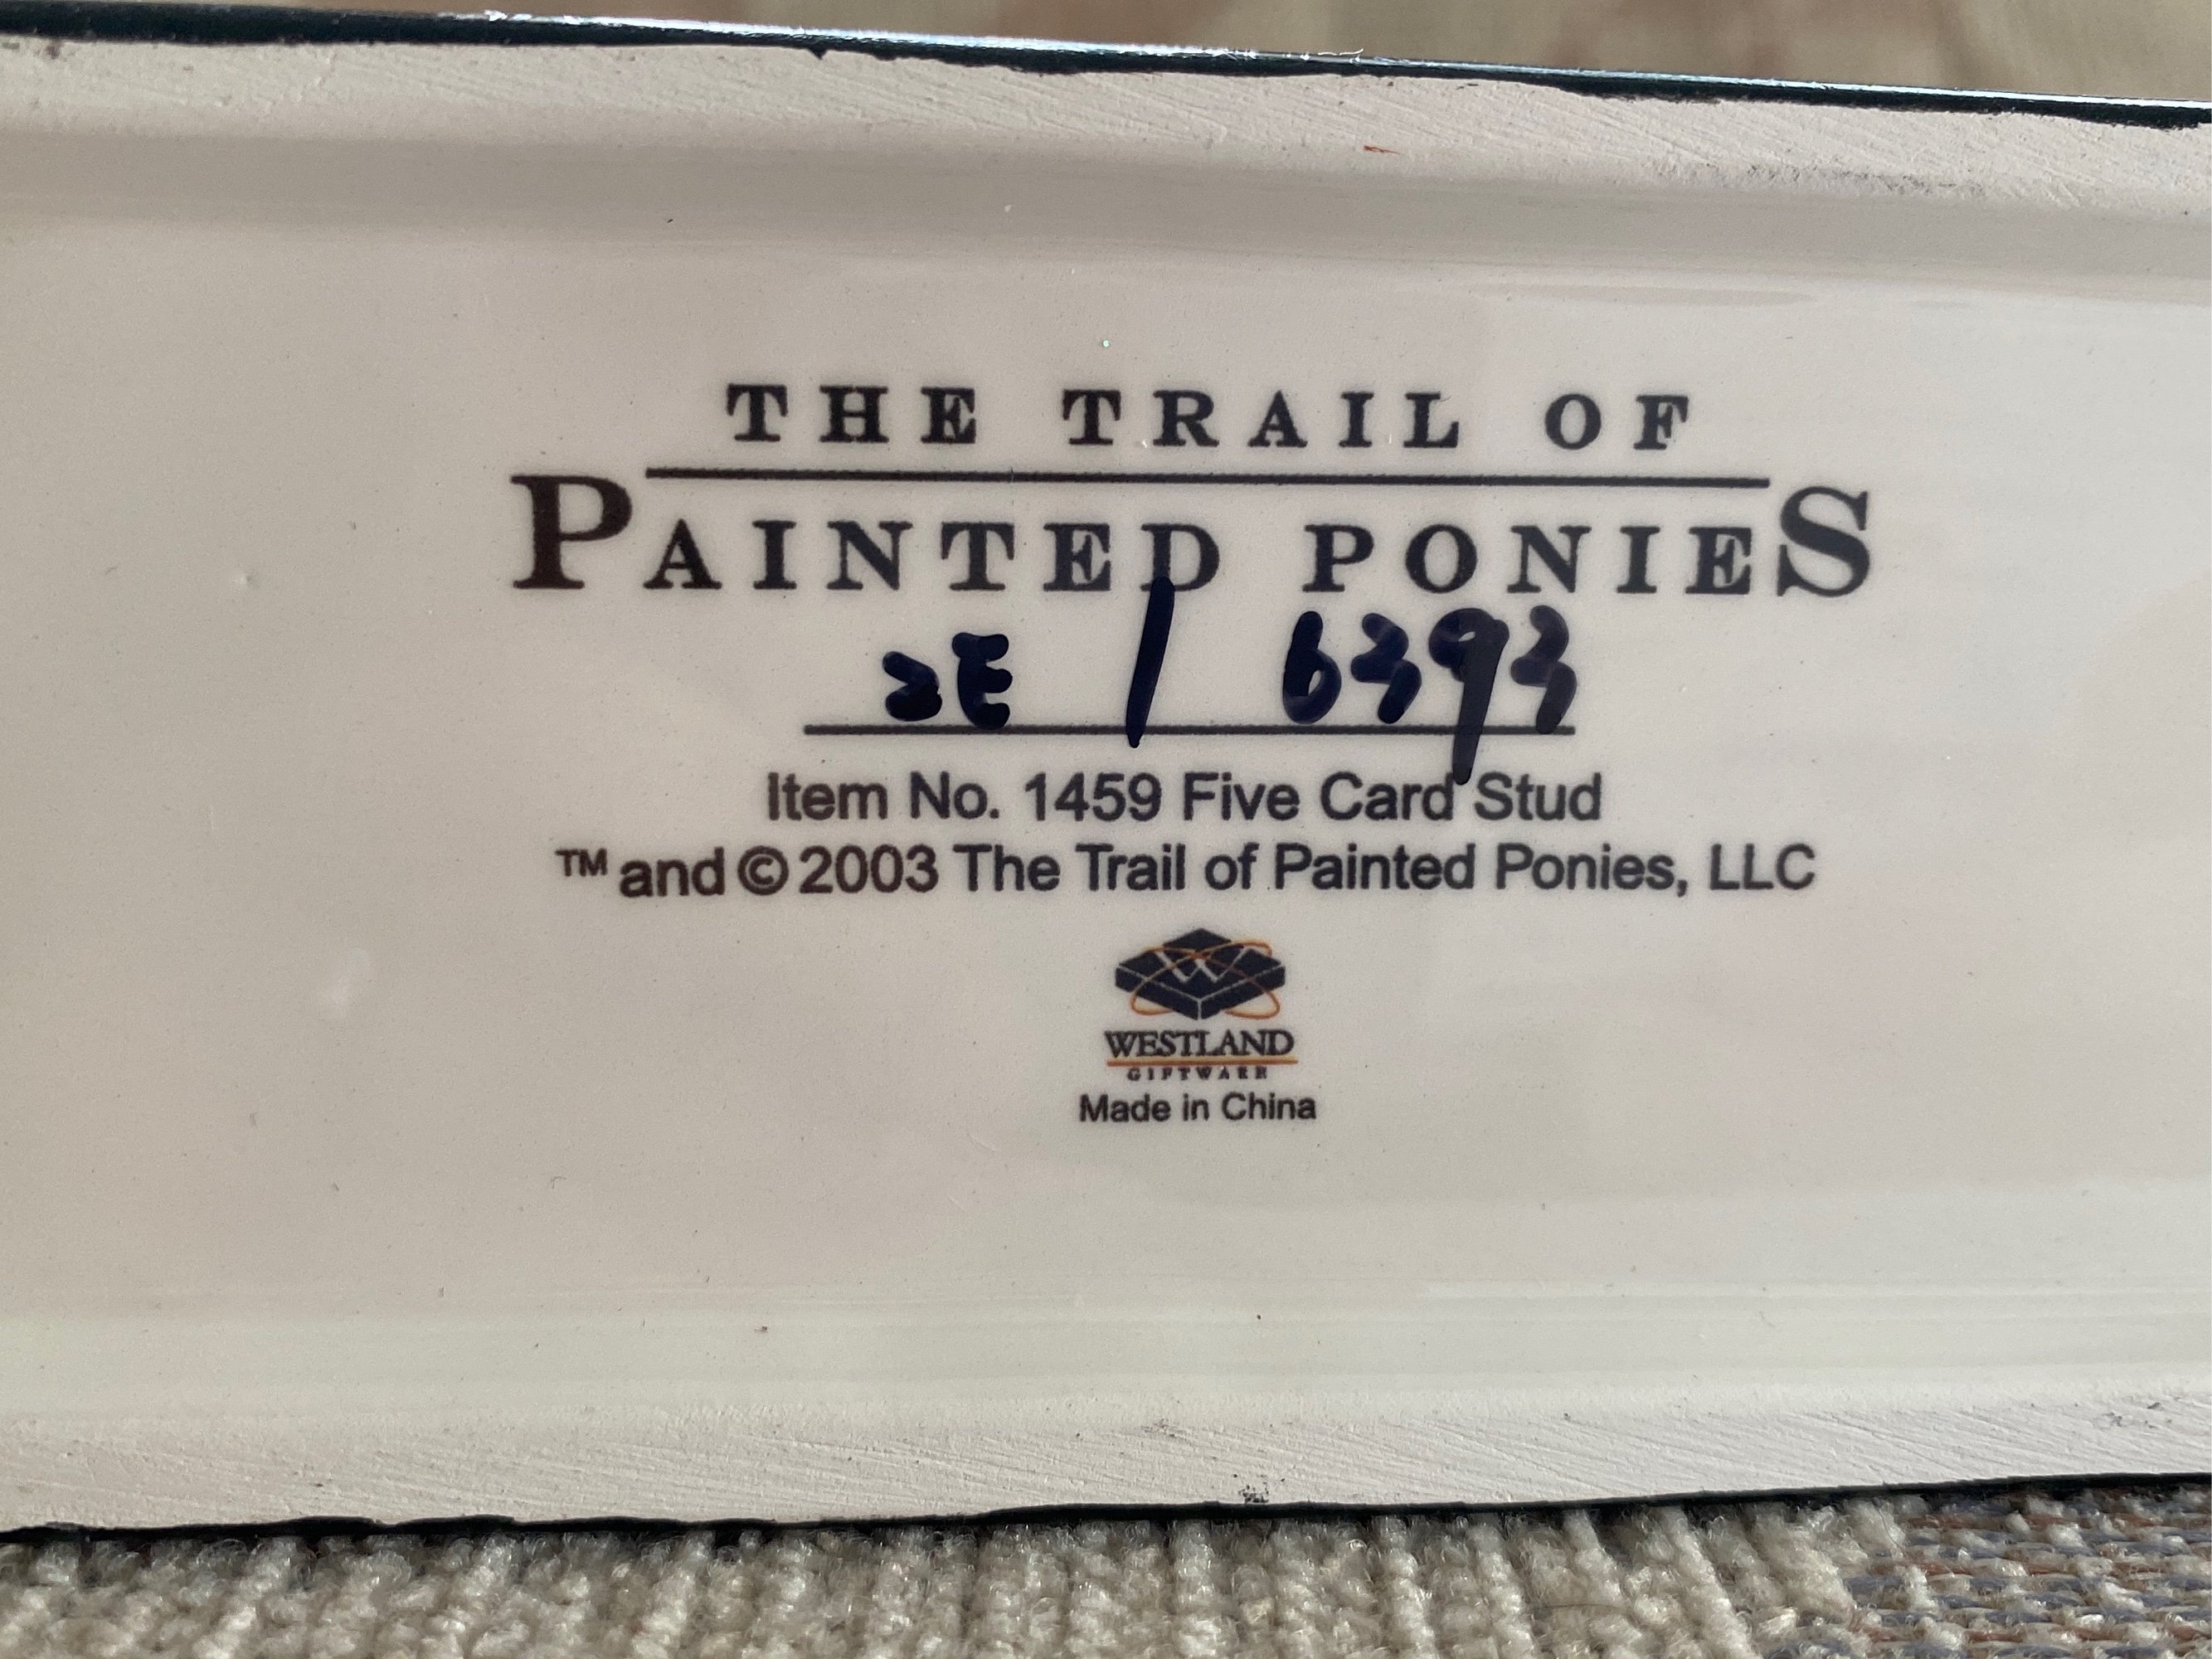 THE TRAIL OF
PAINTED PONIES
2E / 6393
Item No. 1459 Five Card Stud
™ and © 2003 The Trail of Painted Ponies, LLC
W
WESTLAND
GIFTWARE
Made in China